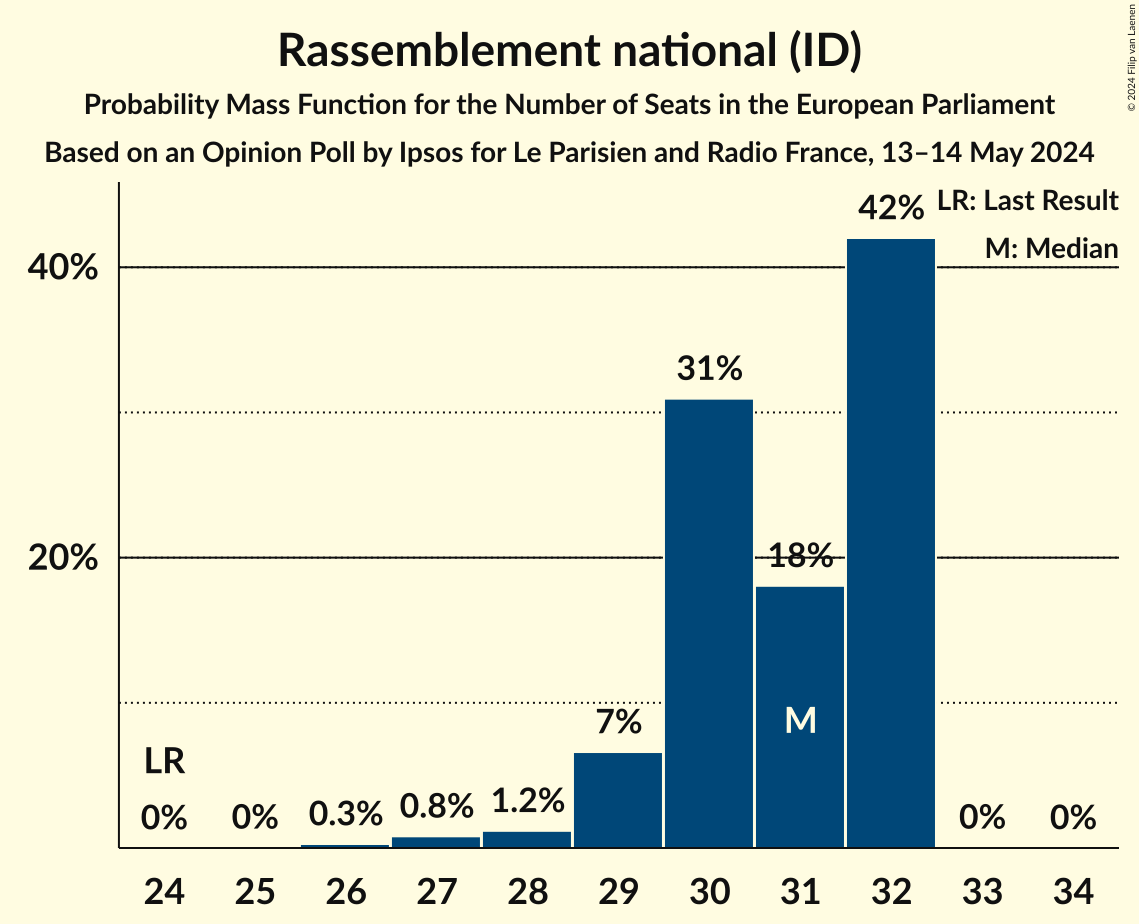 Rassemblement national (ID)
Probability Mass Function for the Number of Seats in the European Parliament
Based on an Opinion Poll by Ipsos for Le Parisien and Radio France, 13–14 May 2024
© 2024 Filip van Laenen
LR: Last Result
M: Median
40%
20%
42%
31%
18%
M
7%
LR
0%
0%
0.3%
0.8%
1.2%
0%
0%
24 25 26 27 28 29 30 31 32 33 34